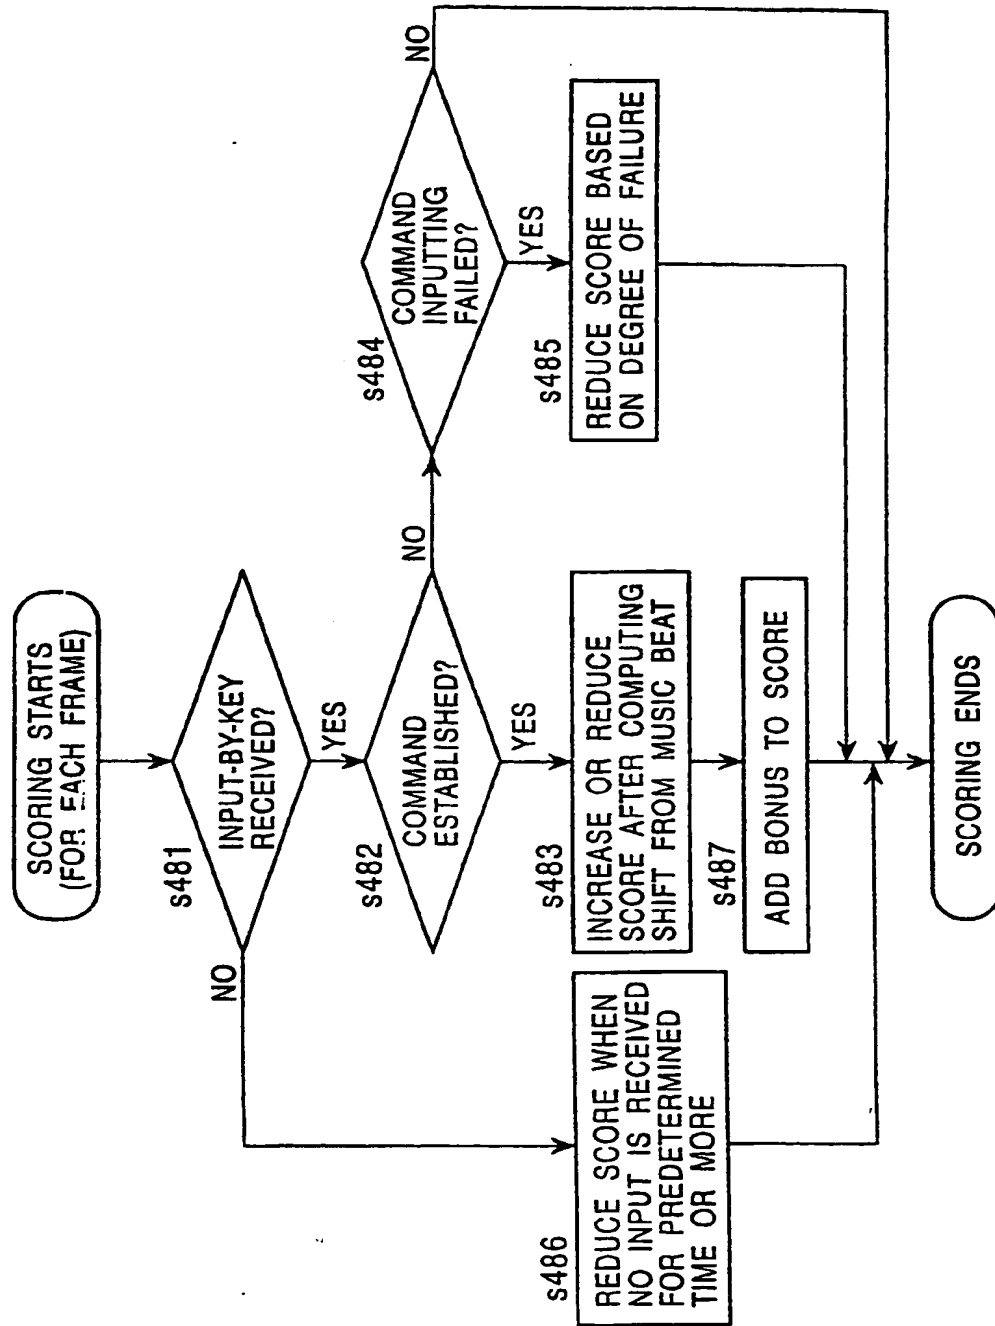 SCORING STARTS
(FOR EACH FRAME)
s481
INPUT-BY-KEY
RECEIVED?
NO
YES
s482
COMMAND
ESTABLISHED?
NO
YES
s484
COMMAND
INPUTTING
FAILED?
NO
YES
s486
REDUCE SCORE WHEN
NO INPUT IS RECEIVED
FOR PREDETERMINED
TIME OR MORE
s483
INCREASE OR REDUCE
SCORE AFTER COMPUTING
SHIFT FROM MUSIC BEAT
s485
REDUCE SCORE BASED
ON DEGREE OF FAILURE
s487
ADD BONUS TO SCORE
SCORING ENDS